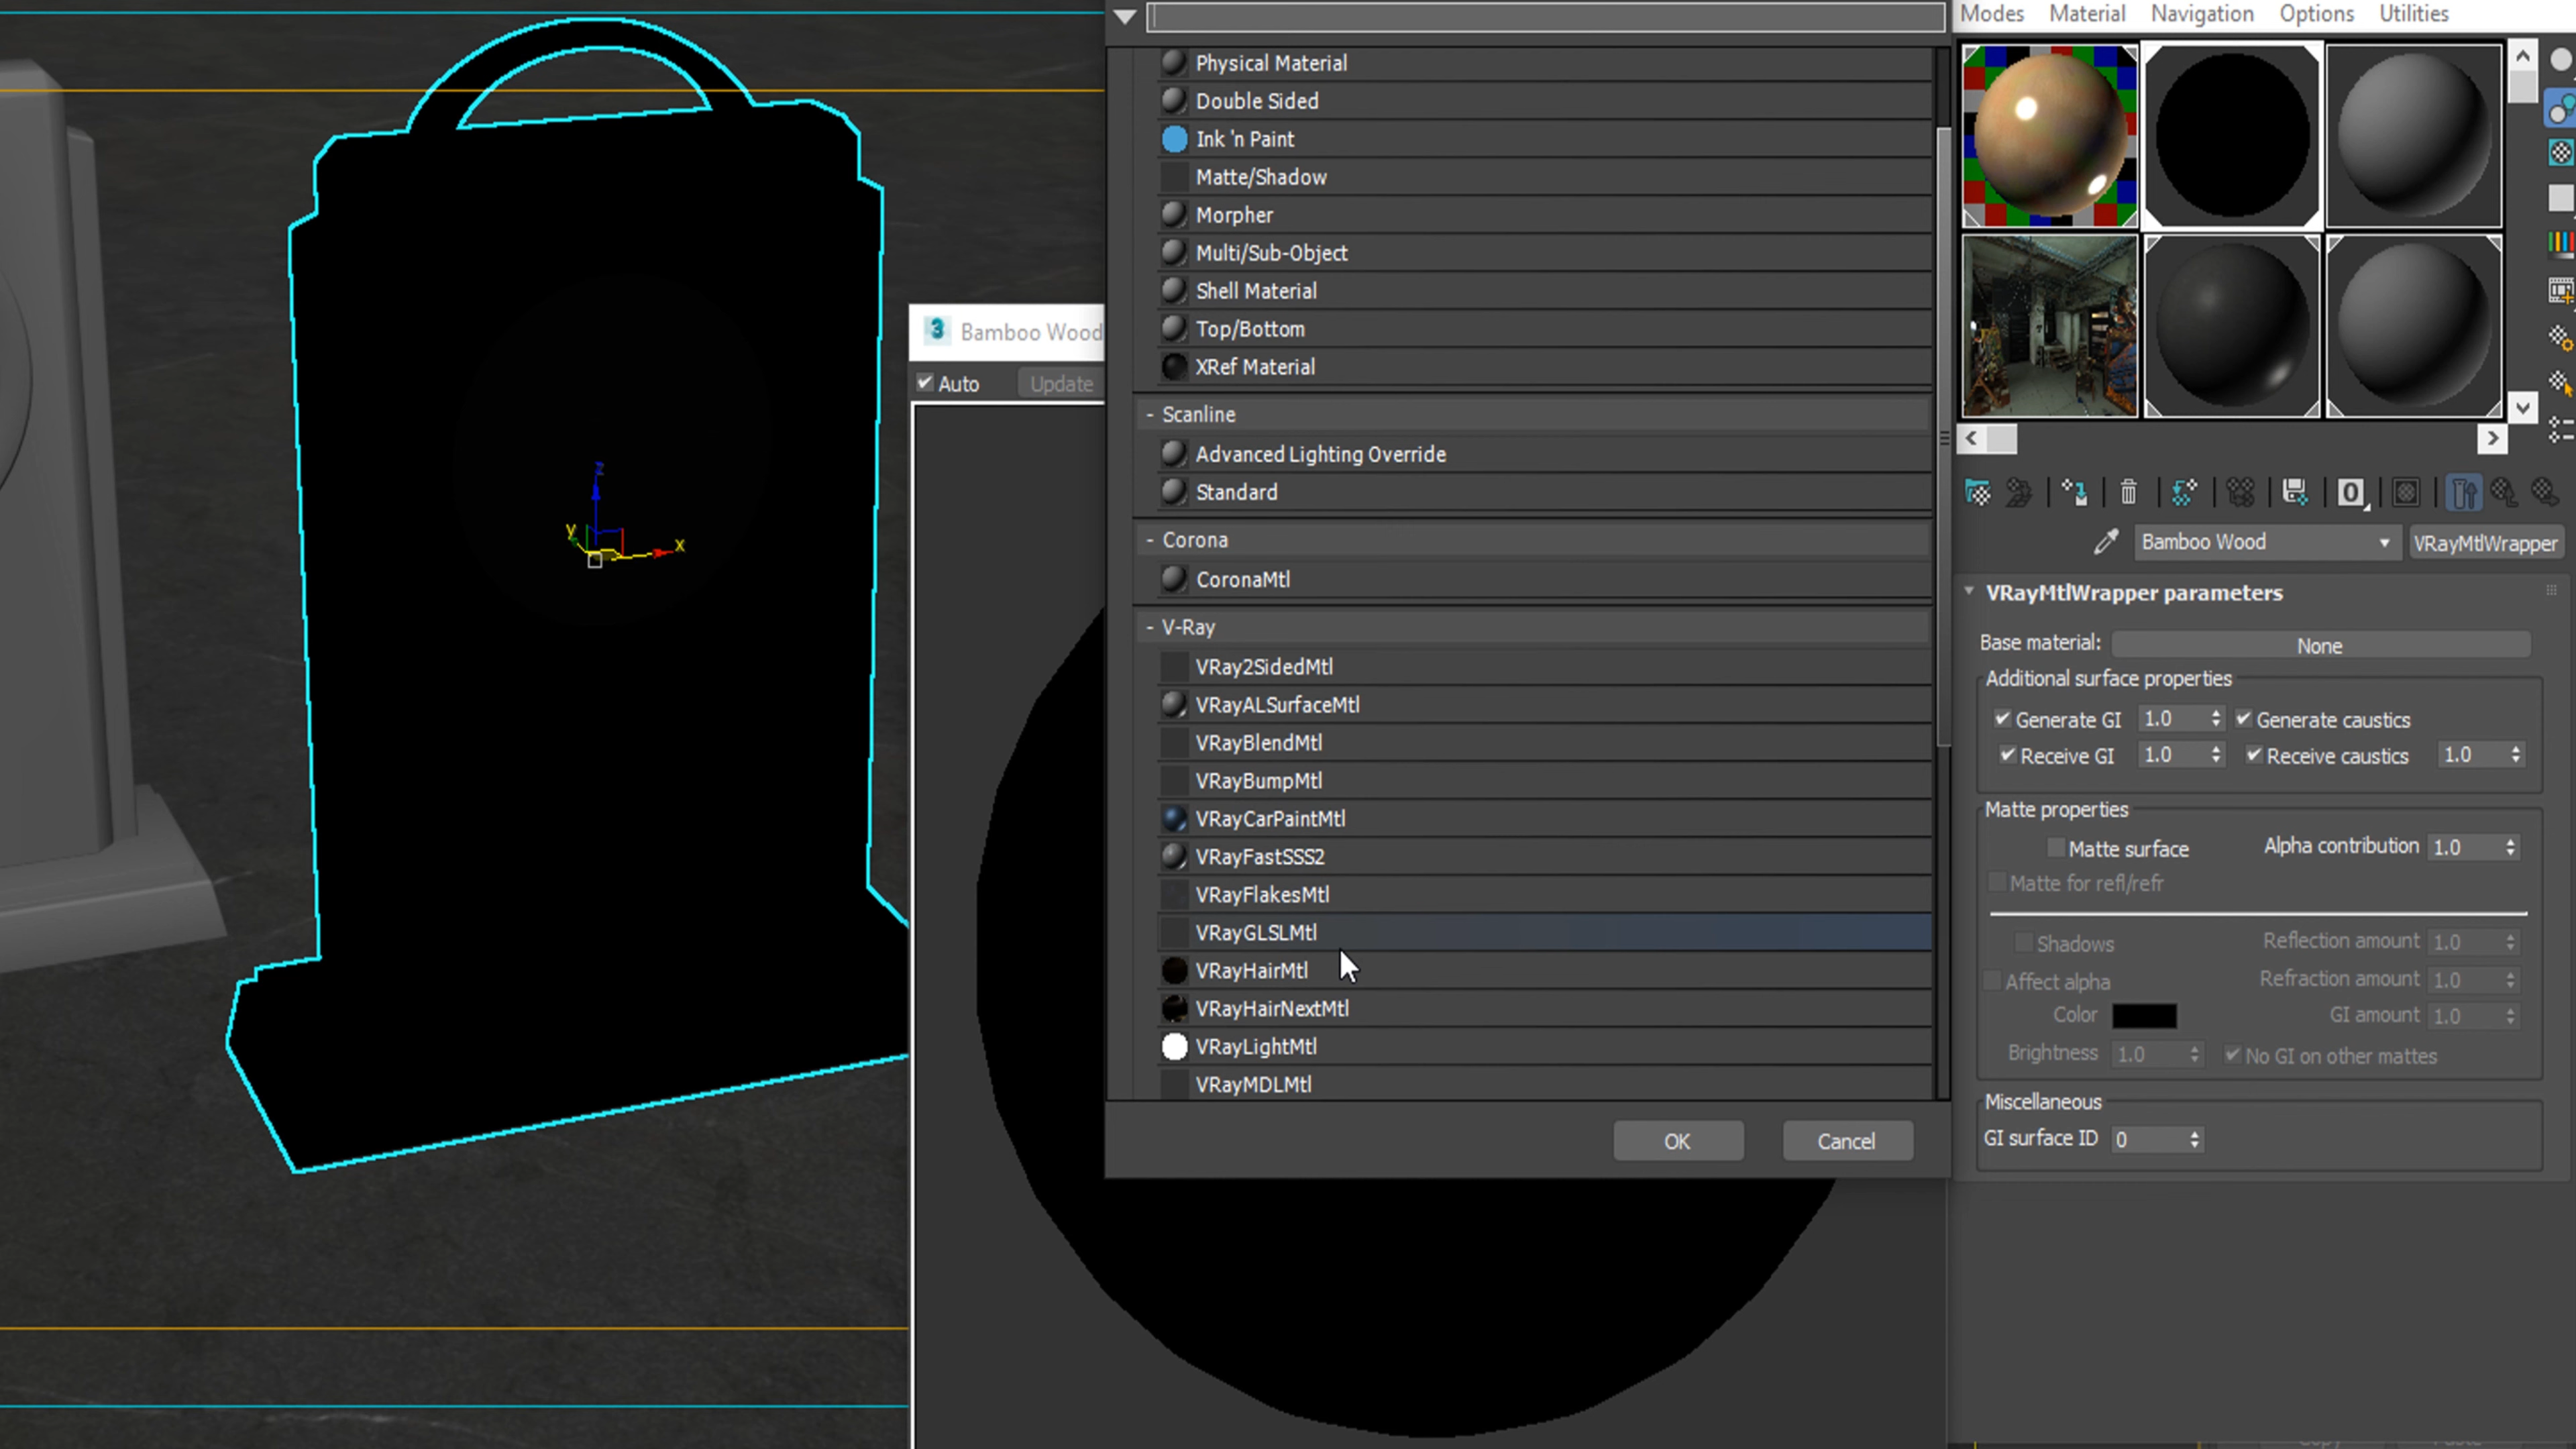 Modes Material Navigation Options Utilities
Physical Material
Double Sided
Ink 'n Paint
Matte/Shadow
Morpher
Multi/Sub-Object
Shell Material
Top/Bottom
XRef Material
- Scanline
Advanced Lighting Override
Standard
- Corona
CoronaMtl
- V-Ray
VRay2SidedMtl
VRayALSurfaceMtl
VRayBlendMtl
VRayBumpMtl
VRayCarPaintMtl
VRayFastSSS2
VRayFlakesMtl
VRayGLSLMtl
VRayHairMtl
VRayHairNextMtl
VRayLightMtl
VRayMDLMtl
OK Cancel
3 Bamboo Wood
Auto Update
z
y
x
0
Bamboo Wood VRayMtlWrapper
VRayMtlWrapper parameters
Base material: None
Additional surface properties
Generate GI 1.0 Generate caustics
Receive GI 1.0 Receive caustics 1.0
Matte properties
Matte surface Alpha contribution 1.0
Matte for refl/refr
Shadows Reflection amount 1.0
Affect alpha Refraction amount 1.0
Color GI amount 1.0
Brightness 1.0 No GI on other mattes
Miscellaneous
GI surface ID 0